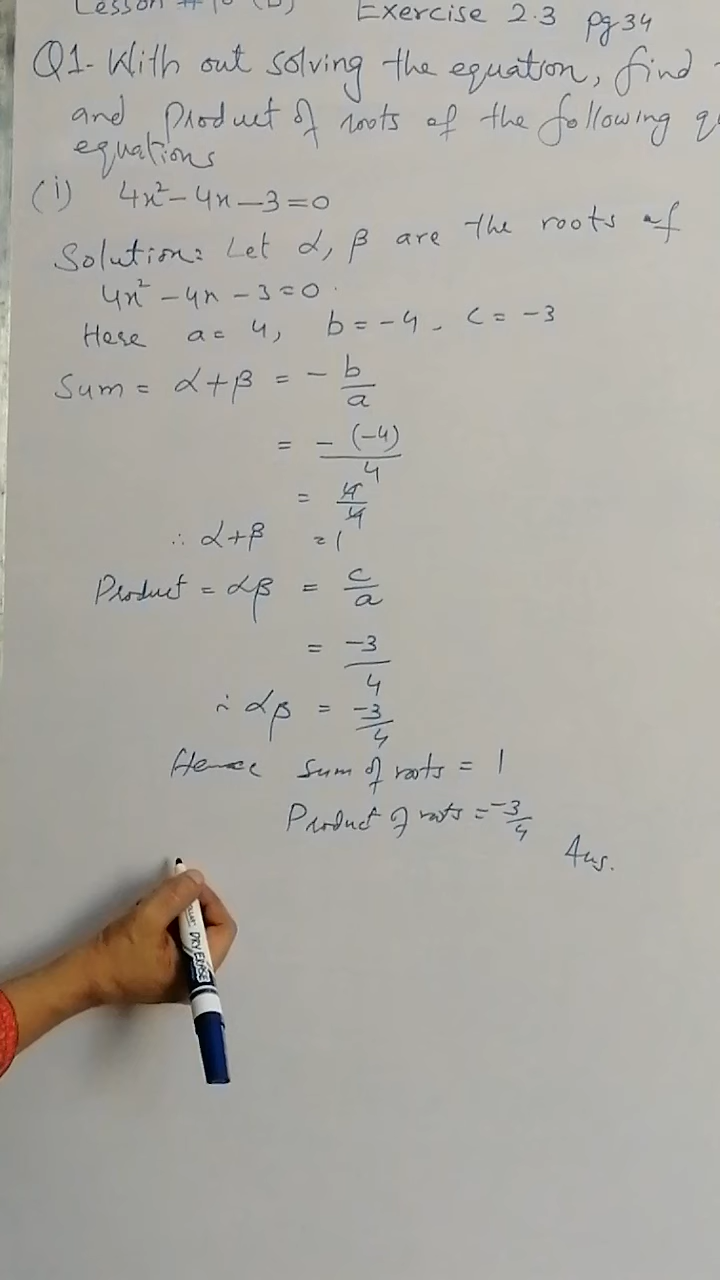 Exercise 2.3 pg 34
Q1- With out solving the equation, find
and Product of roots of the following
equations
(i) 4x² - 4x - 3 = 0
Solution: Let α, β are the roots of
4x² - 4x - 3 = 0.
Here a = 4, b = -4, c = -3
Sum = α + β = - b/a
= -(-4)/4
= 4/4
∴ α + β = 1
Product = αβ = c/a
= -3/4
∴ αβ = -3/4
Hence Sum of roots = 1
Product of roots = -3/4
Ans.
DRY ERASE